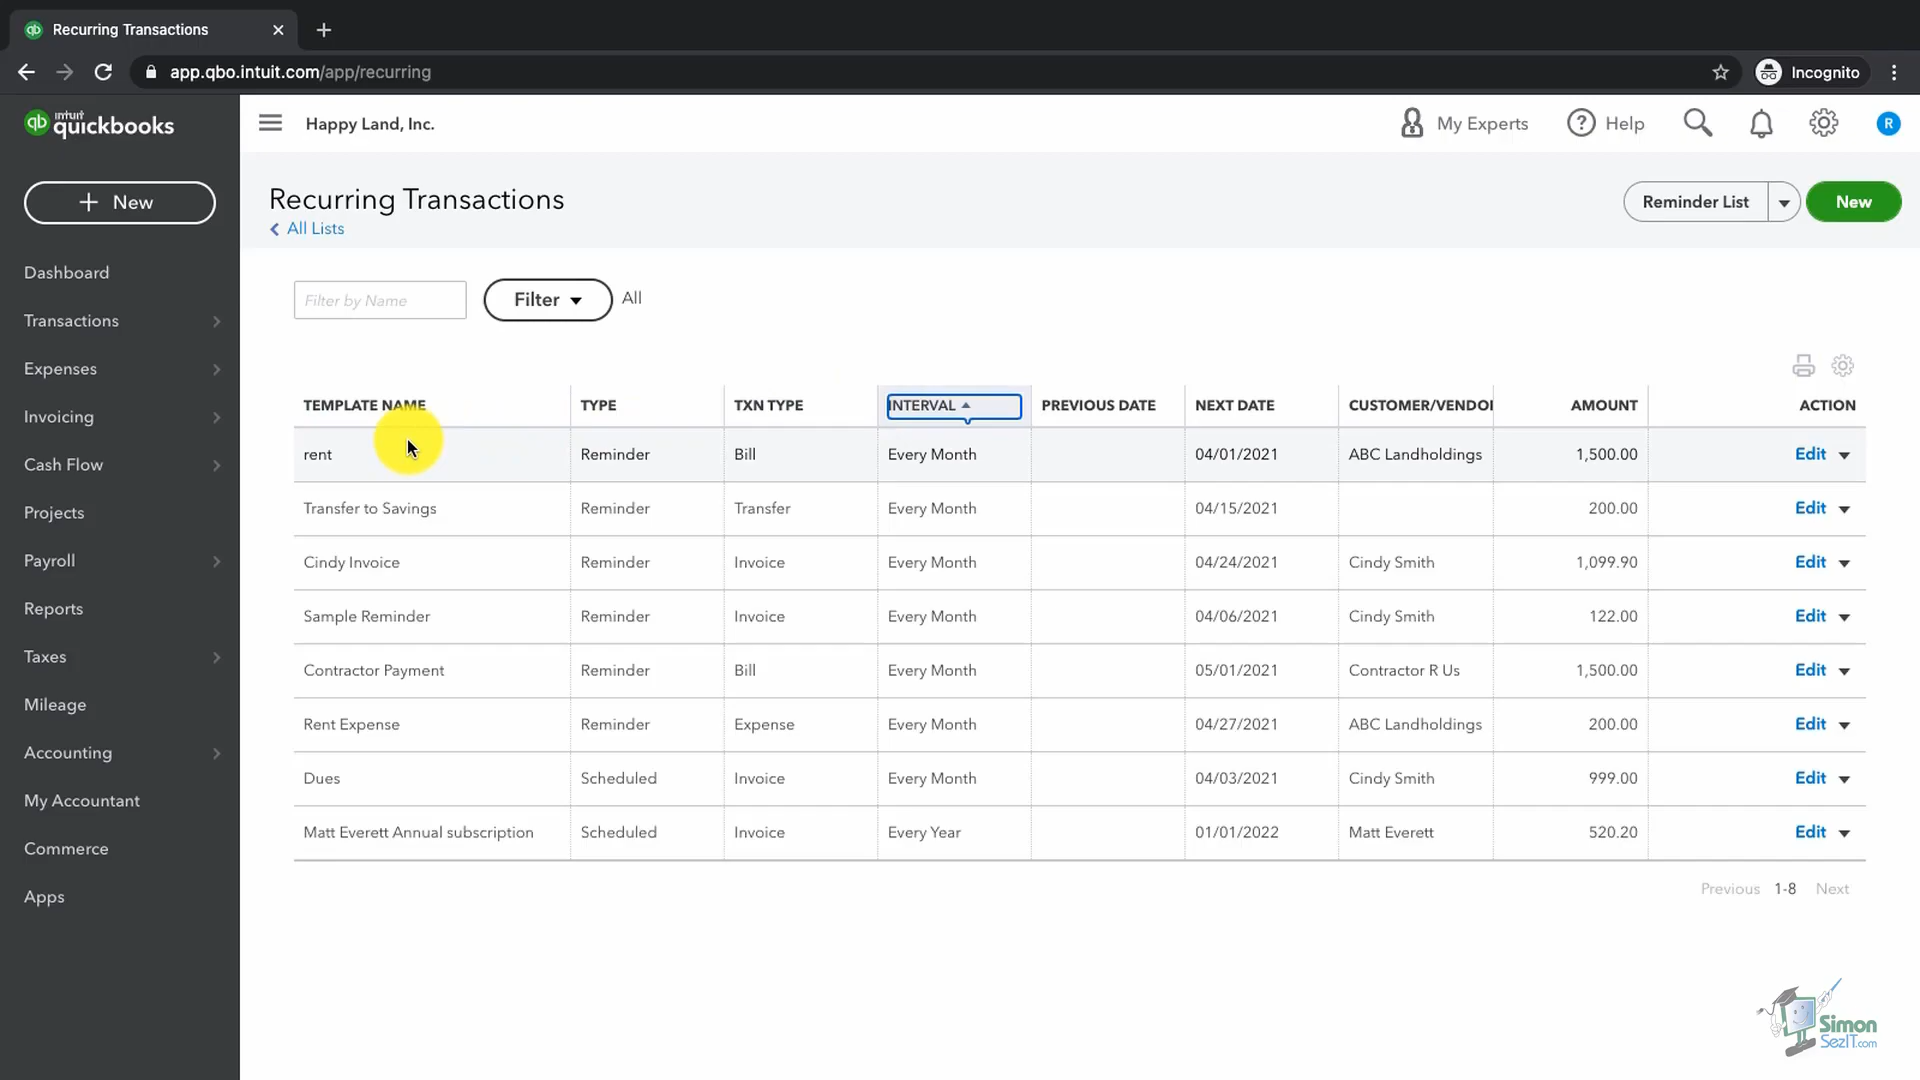 Recurring Transactions
app.qbo.intuit.com/app/recurring
Incognito
qb
intuit
quickbooks
Happy Land, Inc.
My Experts
? Help
R
+ New
Dashboard
Transactions
Expenses
Invoicing
Cash Flow
Projects
Payroll
Reports
Taxes
Mileage
Accounting
My Accountant
Commerce
Apps
Recurring Transactions
All Lists
Reminder List
New
Filter by Name
Filter
All
TEMPLATE NAME TYPE TXN TYPE INTERVAL PREVIOUS DATE NEXT DATE CUSTOMER/VENDOR AMOUNT ACTION
rent Reminder Bill Every Month 04/01/2021 ABC Landholdings 1,500.00 Edit
Transfer to Savings Reminder Transfer Every Month 04/15/2021 200.00 Edit
Cindy Invoice Reminder Invoice Every Month 04/24/2021 Cindy Smith 1,099.90 Edit
Sample Reminder Reminder Invoice Every Month 04/06/2021 Cindy Smith 122.00 Edit
Contractor Payment Reminder Bill Every Month 05/01/2021 Contractor R Us 1,500.00 Edit
Rent Expense Reminder Expense Every Month 04/27/2021 ABC Landholdings 200.00 Edit
Dues Scheduled Invoice Every Month 04/03/2021 Cindy Smith 999.00 Edit
Matt Everett Annual subscription Scheduled Invoice Every Year 01/01/2022 Matt Everett 520.20 Edit
Previous 1-8 Next
Simon
SezIT.com